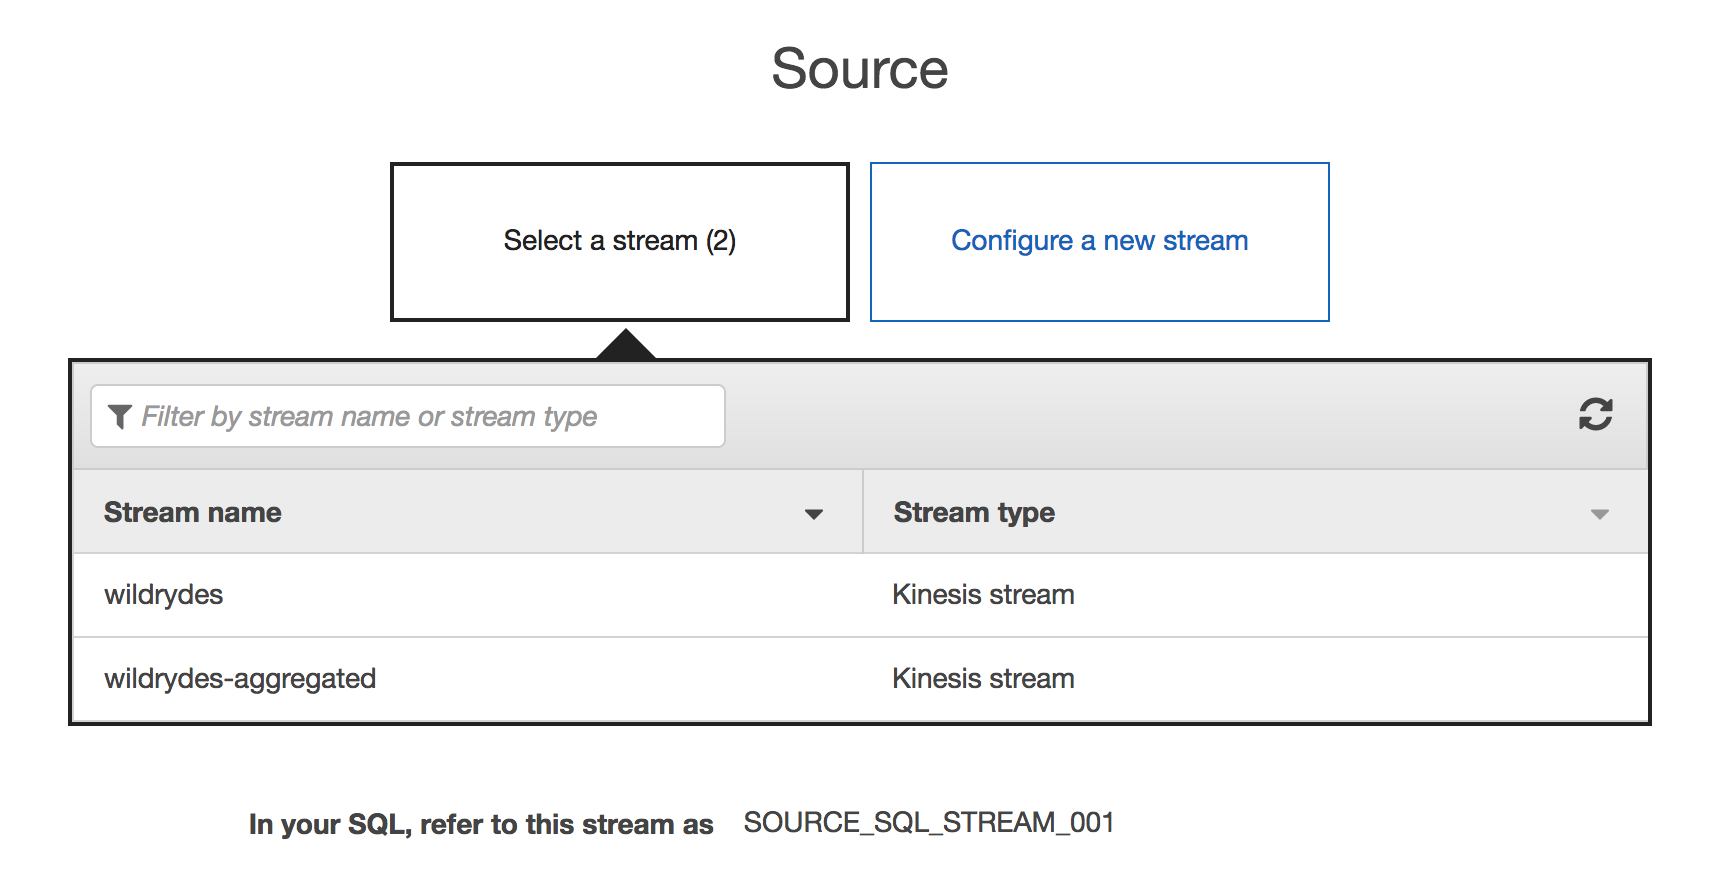 Source
Select a stream (2)
Configure a new stream
Filter by stream name or stream type
Stream name
Stream type
wildrydes
Kinesis stream
wildrydes-aggregated
Kinesis stream
In your SQL, refer to this stream as
SOURCE_SQL_STREAM_001